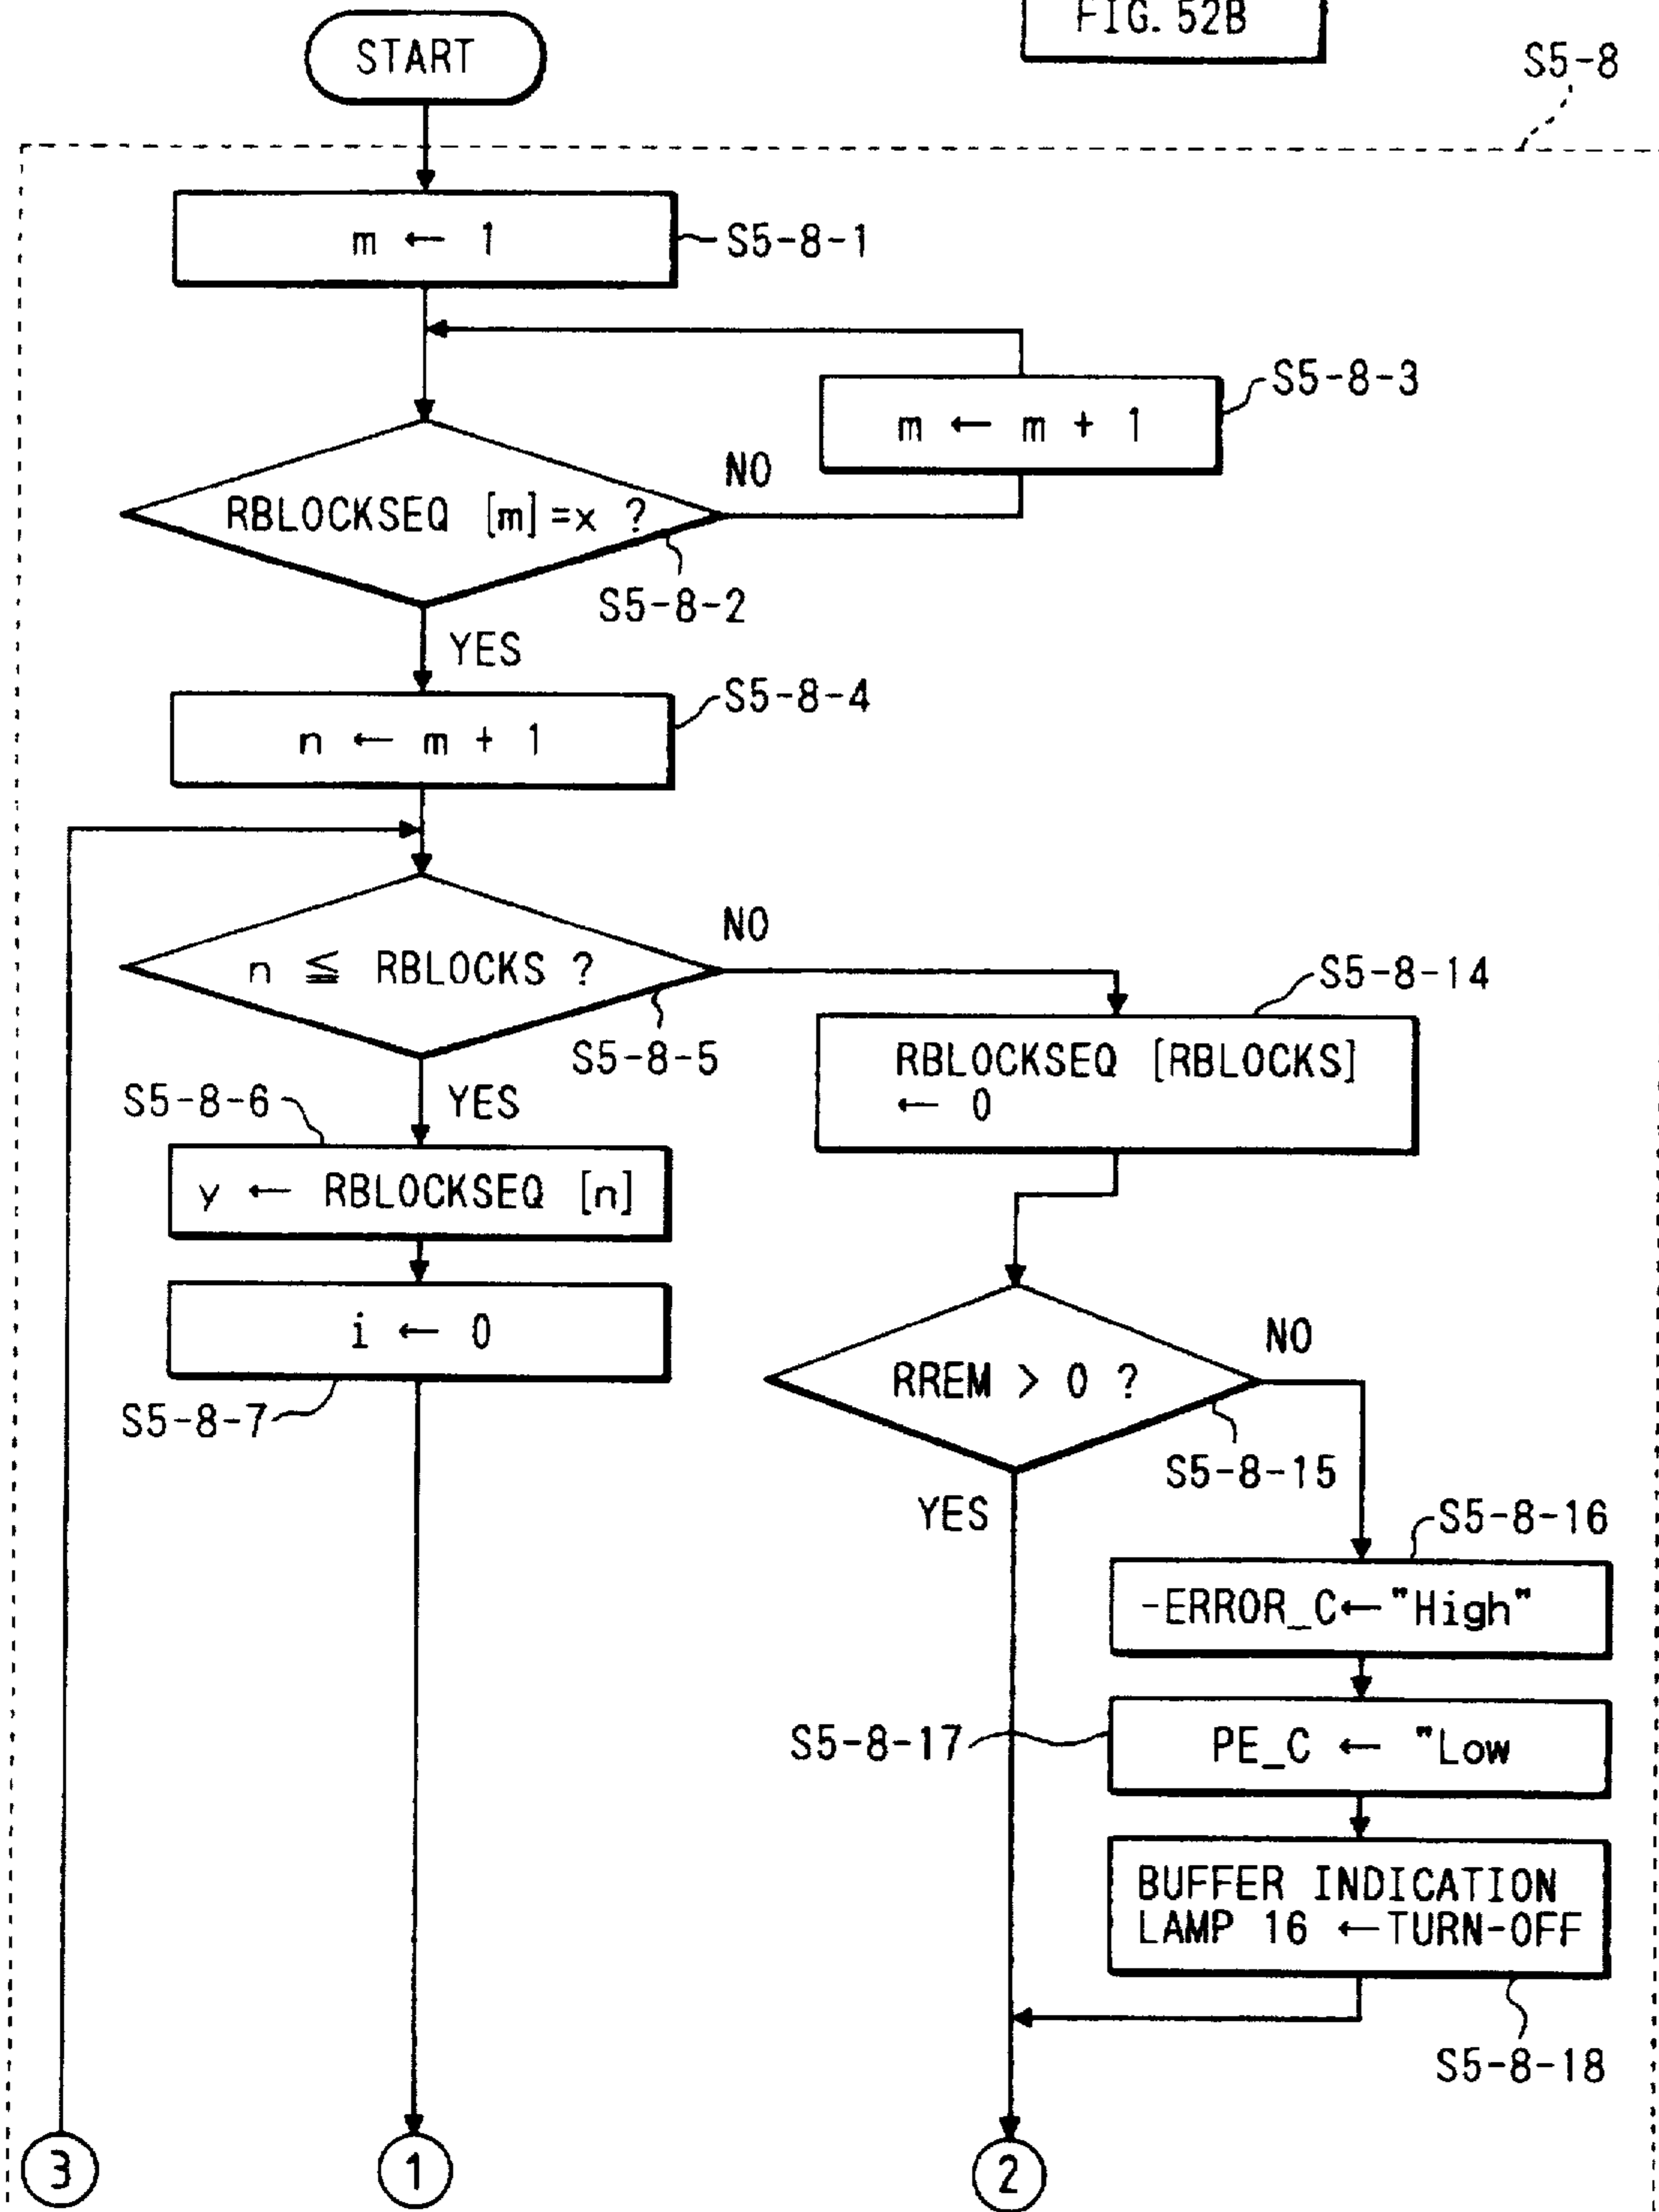 FIG. 52B
START
S5-8
m ← 1
S5-8-1
m ← m + 1
S5-8-3
RBLOCKSEQ [m]=x ?
NO
S5-8-2
YES
n ← m + 1
S5-8-4
n ≦ RBLOCKS ?
NO
S5-8-5
YES
S5-8-14
RBLOCKSEQ [RBLOCKS]
← 0
S5-8-6
y ← RBLOCKSEQ [n]
i ← 0
S5-8-7
RREM > 0 ?
NO
S5-8-15
YES
S5-8-16
-ERROR_C←"High"
S5-8-17
PE_C ← "Low
BUFFER INDICATION
LAMP 16 ←TURN-OFF
S5-8-18
3
1
2